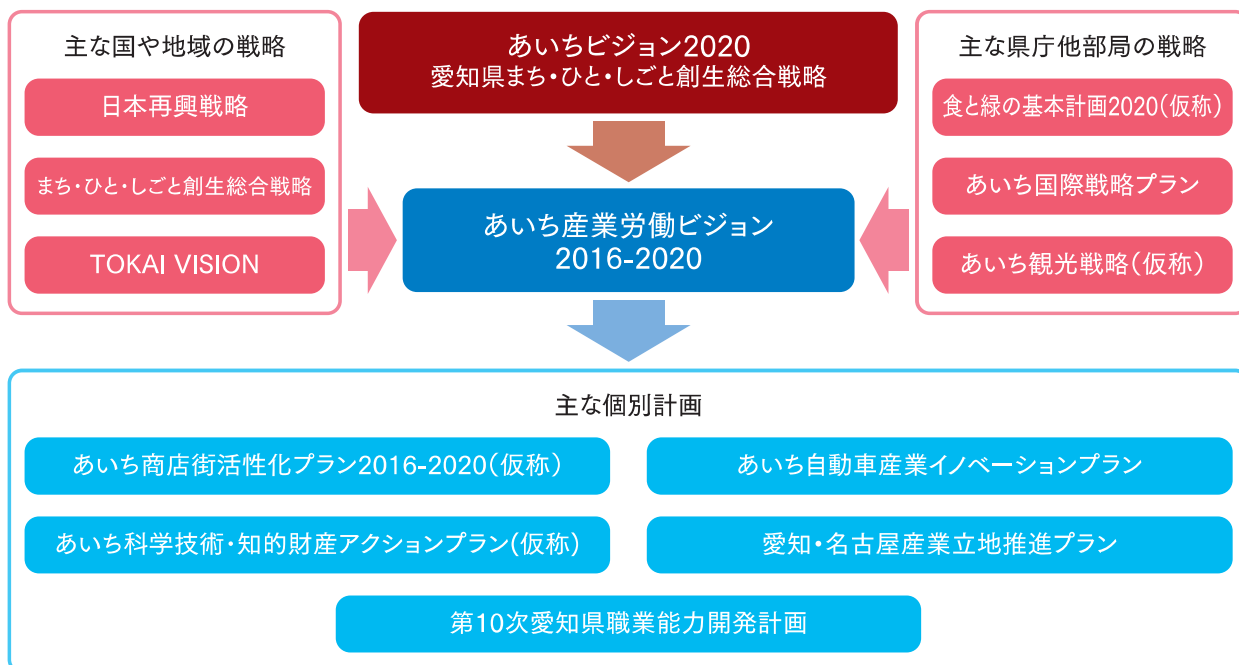 主な国や地域の戦略
日本再興戦略
まち・ひと・しごと創生総合戦略
TOKAI VISION
あいちビジョン2020
愛知県まち・ひと・しごと創生総合戦略
あいち産業労働ビジョン
2016-2020
主な県庁他部局の戦略
食と緑の基本計画2020(仮称)
あいち国際戦略プラン
あいち観光戦略(仮称)
主な個別計画
あいち商店街活性化プラン2016-2020(仮称)
あいち自動車産業イノベーションプラン
あいち科学技術・知的財産アクションプラン(仮称)
愛知・名古屋産業立地推進プラン
第10次愛知県職業能力開発計画